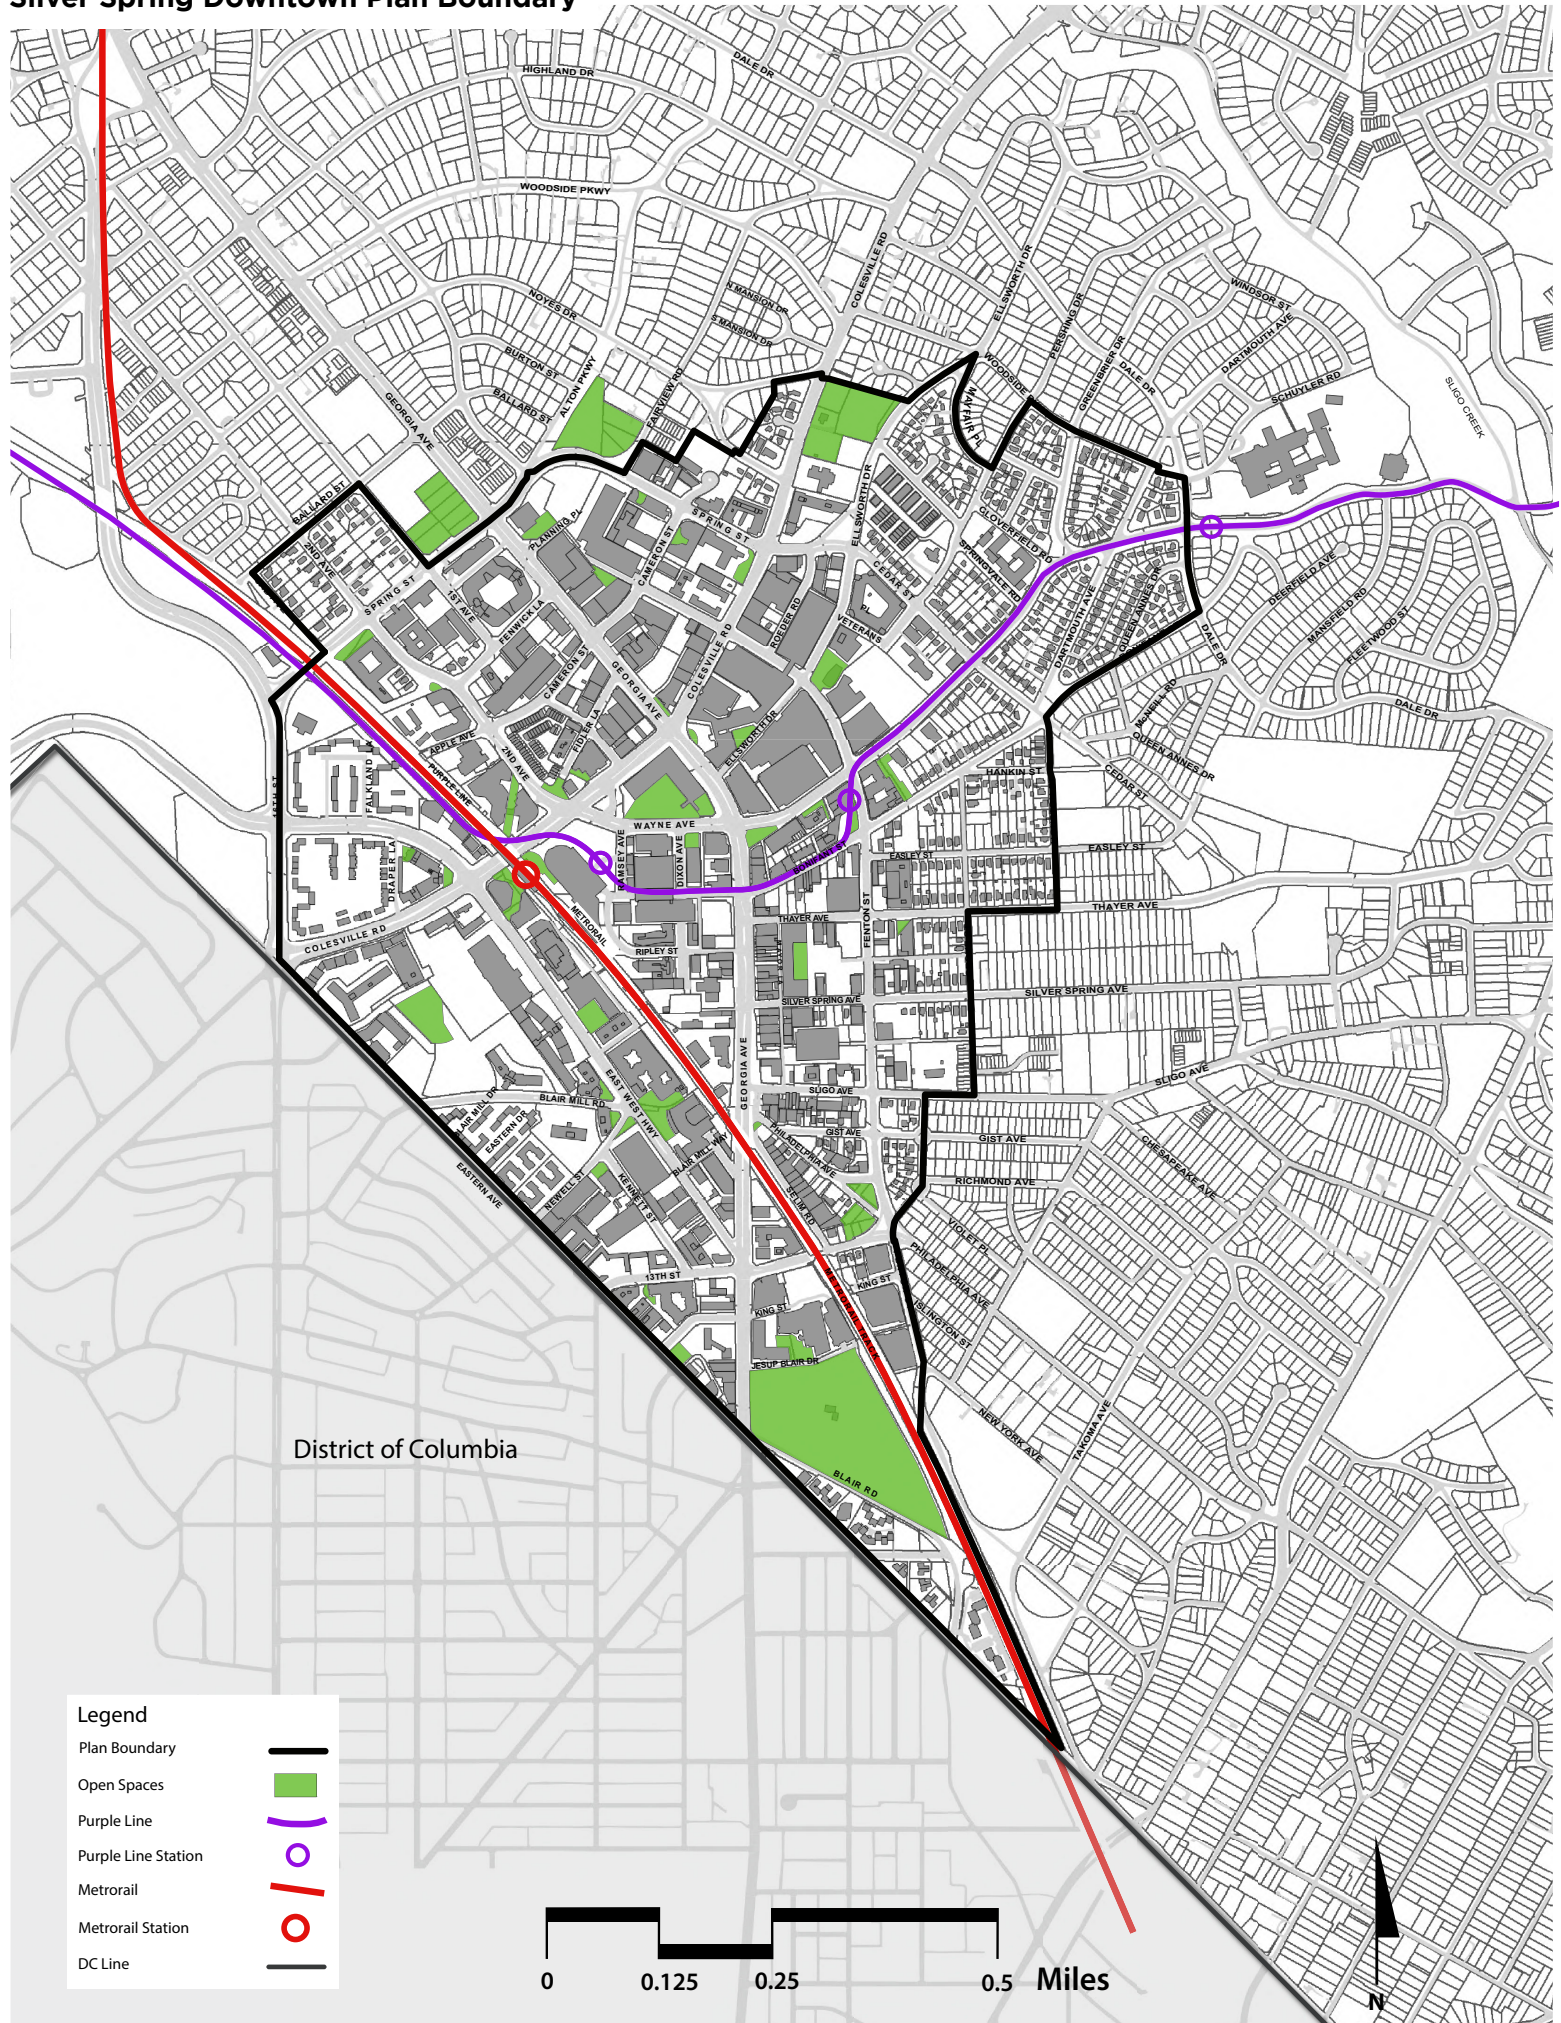 Silver Spring Downtown Plan Boundary
HIGHLAND DR
DALE DR
WOODSIDE PKWY
COLESVILLE RD
ELLSWORTH DR
N MANSION DR
S MANSION DR
NOYES DR
PERSHING DR
WINDSOR ST
DARTMOUTH AVE
GREENBRIER DR
DALE DR
SCHUYLER RD
SLIGO CREEK
BURTON ST
ALTON PKWY
BALLARD ST
FAIRVIEW RD
GEORGIA AVE
WOODSIDE
MAYFAIR PL
BALLARD ST
2ND AVE
SPRING ST
1ST AVE
FENWICK LA
PLANNING PL
CAMERON ST
SPRING ST
ELLSWORTH DR
CLOVERFIELD RD
SPRINGVALE RD
CEDAR ST
ROEDER RD
VETERANS
PL
DARTMOUTH AVE
QUEEN ANNES DR
DEERFIELD AVE
MANSFIELD RD
FLEETWOOD ST
DALE DR
DALE DR
CAMERON ST
GEORGIA AVE
COLESVILLE RD
FIDLER LA
APPLE AVE
2ND AVE
PURPLE LINE
ELLSWORTH DR
MCNEILL RD
QUEEN ANNES DR
CEDAR ST
HANKIN ST
16TH ST
FALKLAND LA
DRAPER LA
WAYNE AVE
RAMSEY AVE
DIXON AVE
BONIFANT ST
EASLEY ST
EASLEY ST
COLESVILLE RD
METRORAIL
RIPLEY ST
THAYER AVE
THAYER AVE
FENTON ST
MAYOR LA
SILVER SPRING AVE
SILVER SPRING AVE
GEORGIA AVE
SLIGO AVE
SLIGO AVE
EAST WEST HWY
BLAIR MILL RD
BLAIR MILL DR
EASTERN DR
EASTERN AVE
NEWELL ST
KENNETT ST
BLAIR MILL WAY
PHILADELPHIA AVE
GIST AVE
GIST AVE
SELIM RD
RICHMOND AVE
CHESAPEAKE AVE
VIOLET PL
PHILADELPHIA AVE
ISLINGTON ST
13TH ST
KING ST
KING ST
METRORAIL TRACK
JESUP BLAIR DR
NEW YORK AVE
TAKOMA AVE
BLAIR RD
District of Columbia
Legend
Plan Boundary
Open Spaces
Purple Line
Purple Line Station
Metrorail
Metrorail Station
DC Line
0 0.125 0.25 0.5 Miles
N